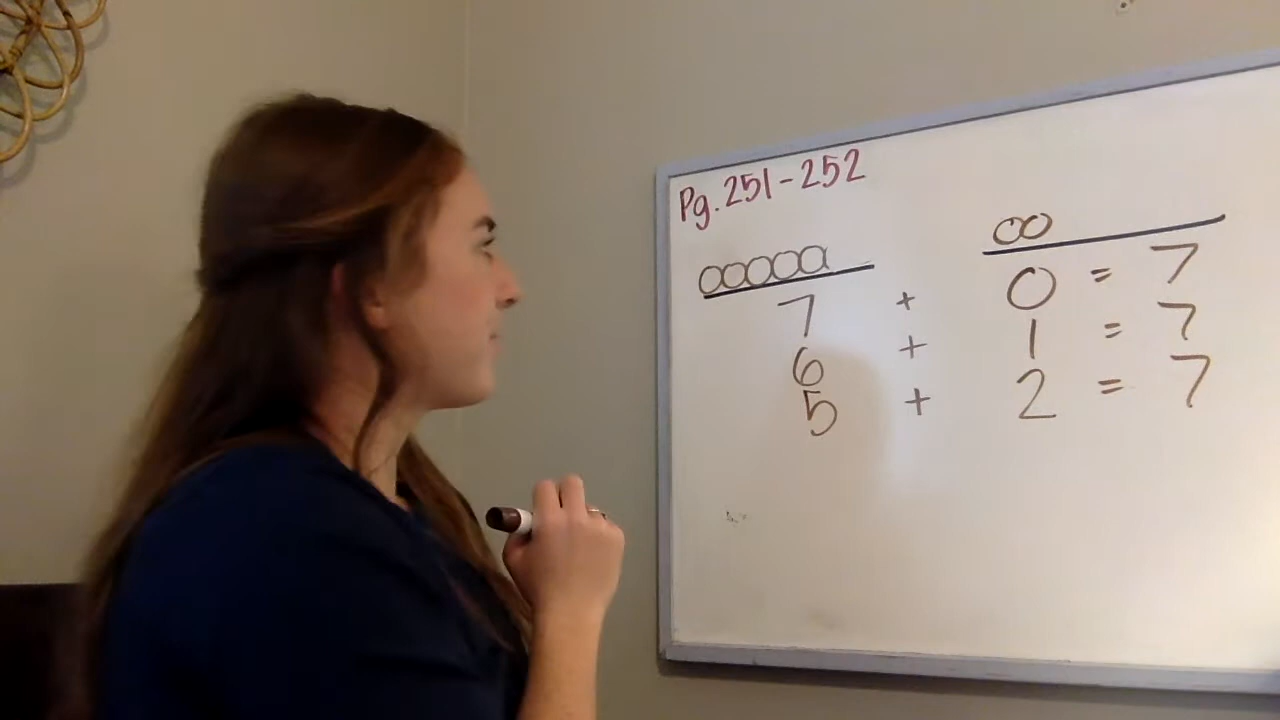 Pg. 251-252
7 + 0 = 7
6 + 1 = 7
5 + 2 = 7